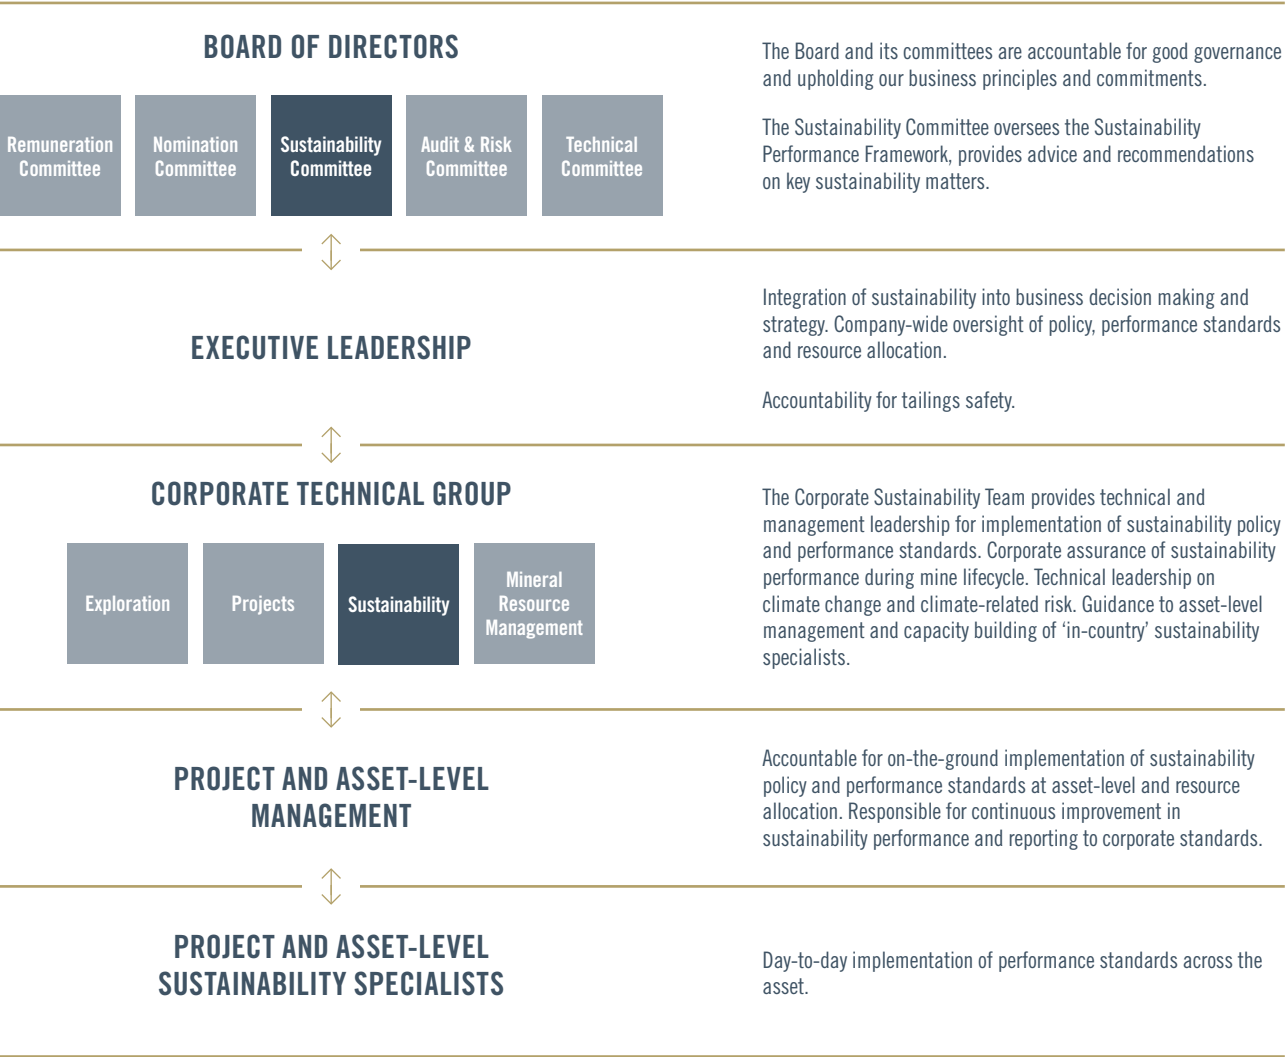 BOARD OF DIRECTORS
Remuneration
Committee
Nomination
Committee
Sustainability
Committee
Audit & Risk
Committee
Technical
Committee
The Board and its committees are accountable for good governance
and upholding our business principles and commitments.
The Sustainability Committee oversees the Sustainability
Performance Framework, provides advice and recommendations
on key sustainability matters.
EXECUTIVE LEADERSHIP
Integration of sustainability into business decision making and
strategy. Company-wide oversight of policy, performance standards
and resource allocation.
Accountability for tailings safety.
CORPORATE TECHNICAL GROUP
Exploration
Projects
Sustainability
Mineral
Resource
Management
The Corporate Sustainability Team provides technical and
management leadership for implementation of sustainability policy
and performance standards. Corporate assurance of sustainability
performance during mine lifecycle. Technical leadership on
climate change and climate-related risk. Guidance to asset-level
management and capacity building of ‘in-country’ sustainability
specialists.
PROJECT AND ASSET-LEVEL
MANAGEMENT
Accountable for on-the-ground implementation of sustainability
policy and performance standards at asset-level and resource
allocation. Responsible for continuous improvement in
sustainability performance and reporting to corporate standards.
PROJECT AND ASSET-LEVEL
SUSTAINABILITY SPECIALISTS
Day-to-day implementation of performance standards across the
asset.